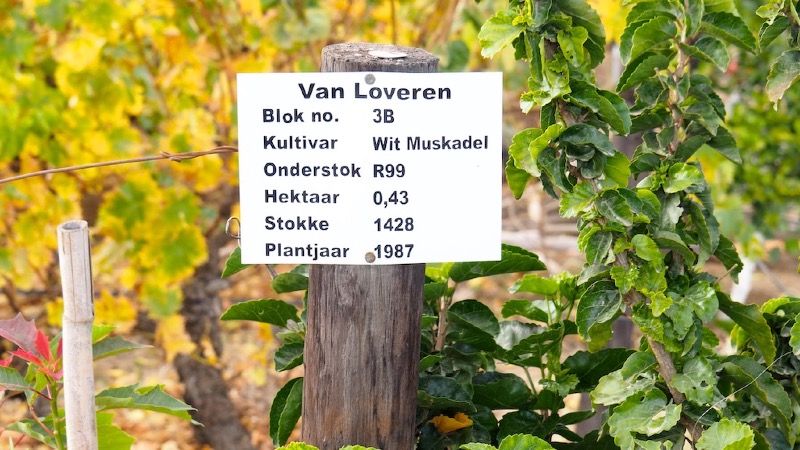 Van Loveren
Blok no. 3B
Kultivar Wit Muskadel
Onderstok R99
Hektaar 0,43
Stokke 1428
Plantjaar 1987